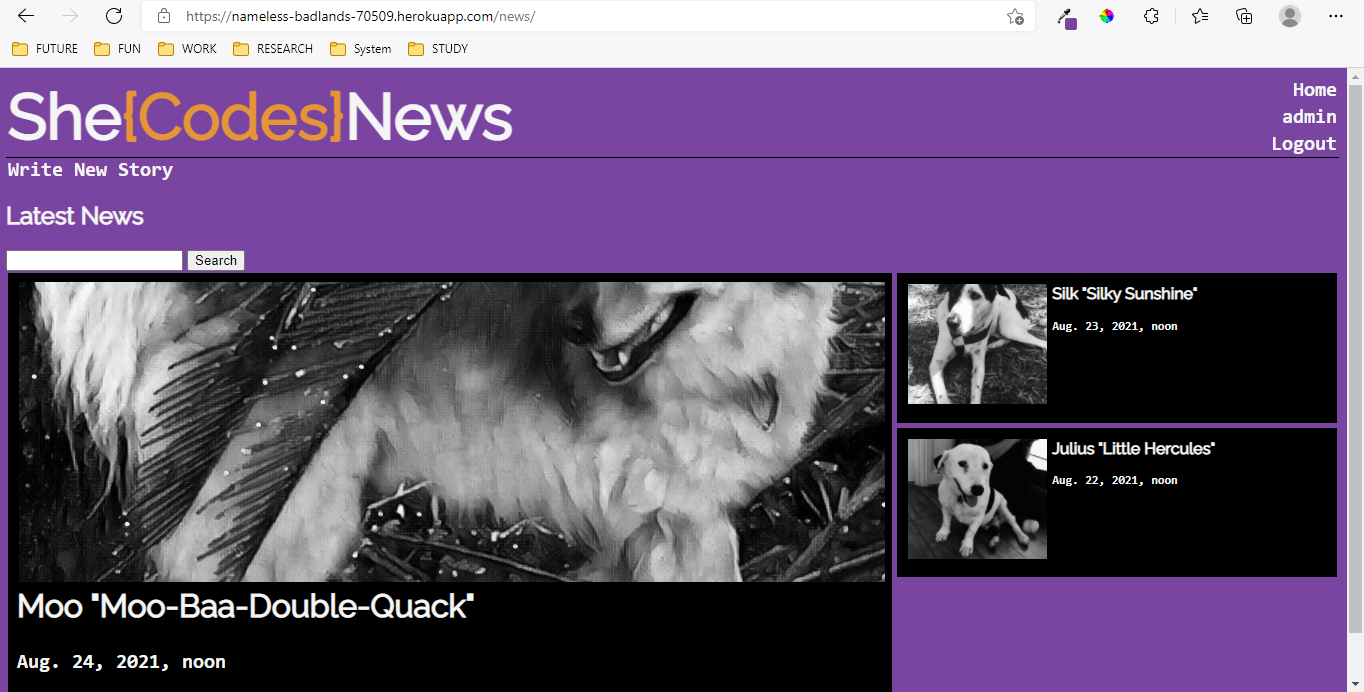 https://nameless-badlands-70509.herokuapp.com/news/
FUTURE FUN WORK RESEARCH System STUDY
She{Codes}News
Home
admin
Logout
Write New Story
Latest News
Search
Silk "Silky Sunshine"
Aug. 23, 2021, noon
Julius "Little Hercules"
Aug. 22, 2021, noon
Moo "Moo-Baa-Double-Quack"
Aug. 24, 2021, noon